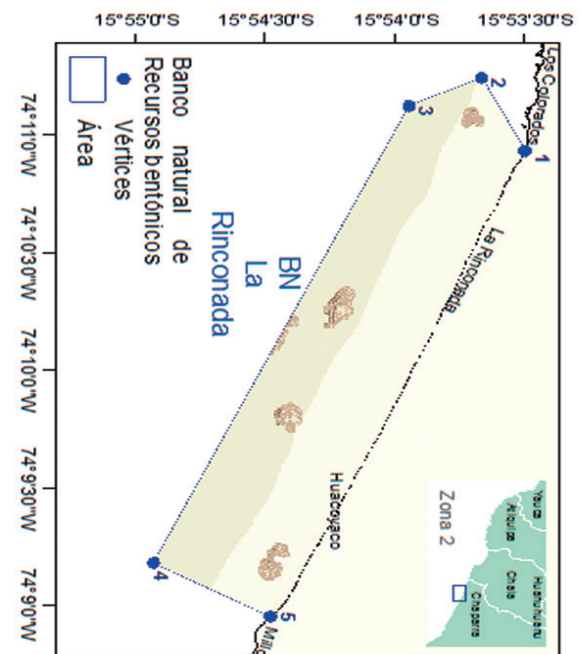 15°55'0"S
15°54'30"S
15°54'0"S
15°53'30"S
Los Colorados
2
1
3
La Rinconada
BN
La
Rinconada
Huacoyaco
4
5
Yauca
Atiquipa
Huanuhuanu
Chala
Chaparra
Zona 2
Banco natural de
Recursos bentónicos
Vértices
Área
74°11'0"W
74°10'30"W
74°10'0"W
74°9'30"W
74°9'0"W